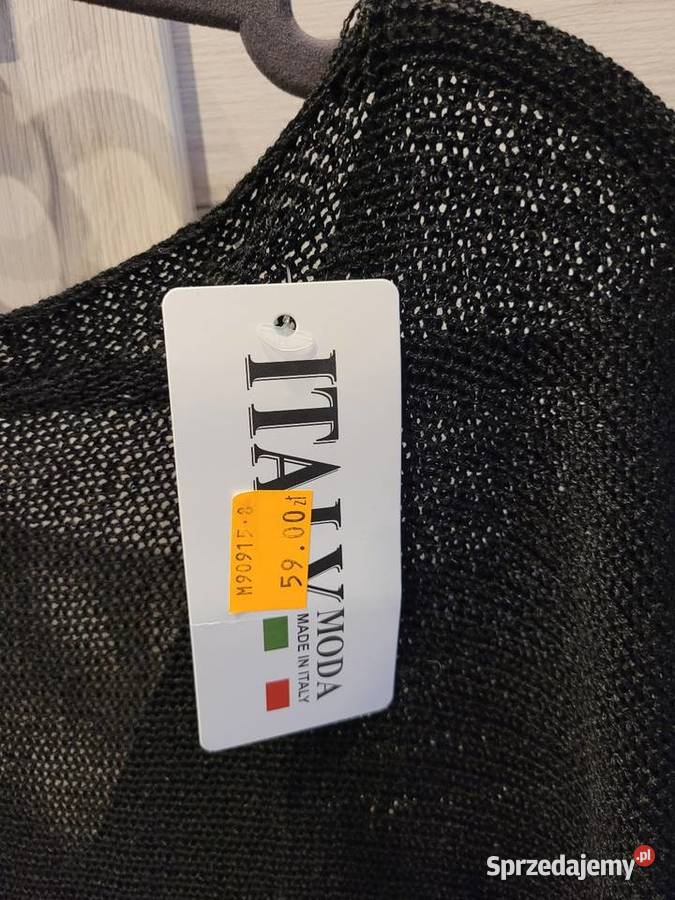 ITALY
MODA
MADE IN ITALY
59.00 zł
M90915.8
Sprzedajemy.pl